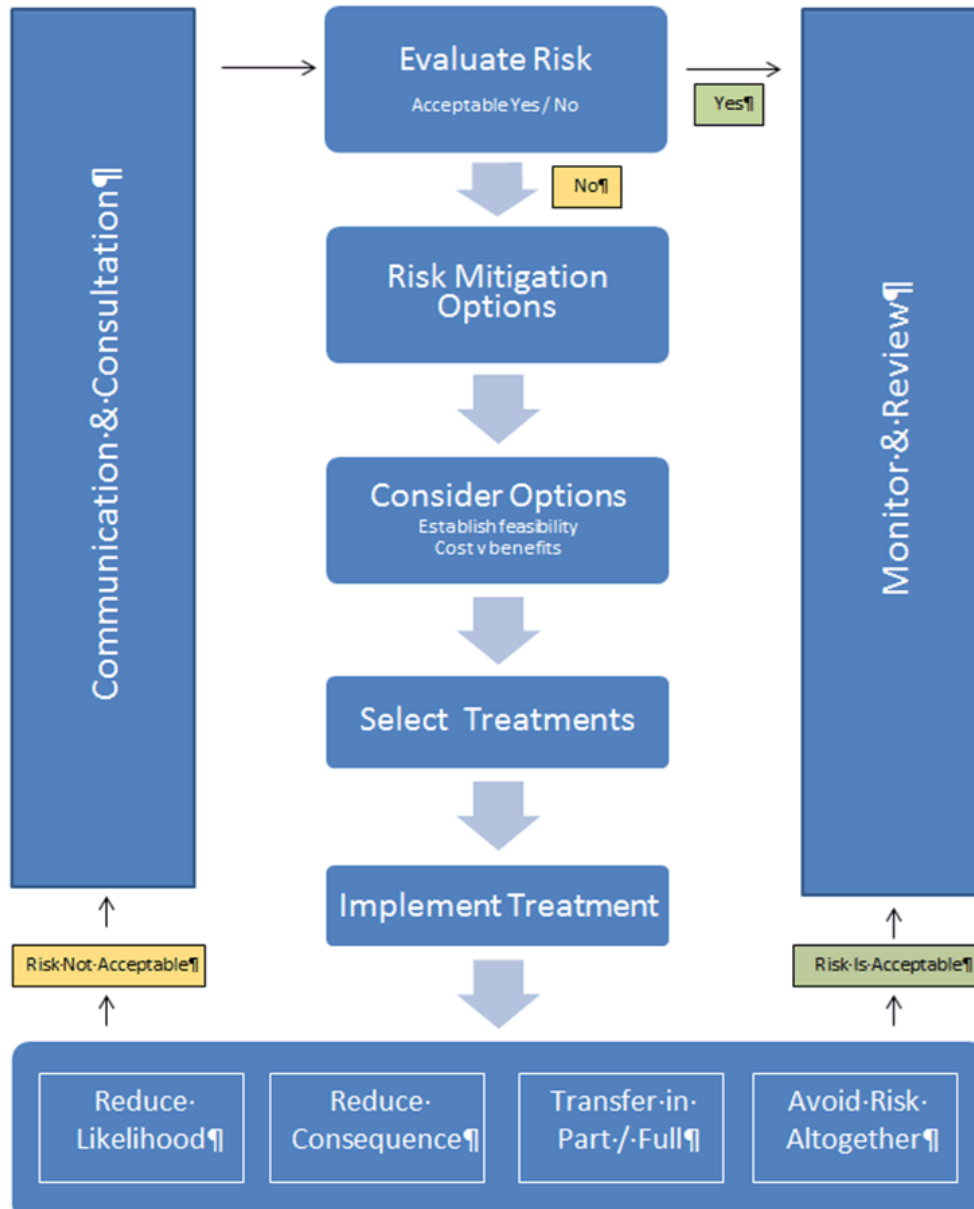 Communication·&·Consultation¶
Evaluate Risk
Acceptable Yes / No
Yes¶
No¶
Risk Mitigation
Options
Consider Options
Establish feasibility
Cost v benefits
Select Treatments
Implement Treatment
Monitor·&·Review¶
Risk·Not·Acceptable¶
Risk·Is·Acceptable¶
Reduce·
Likelihood¶
Reduce·
Consequence¶
Transfer·in·
Part·/·Full¶
Avoid·Risk·
Altogether¶